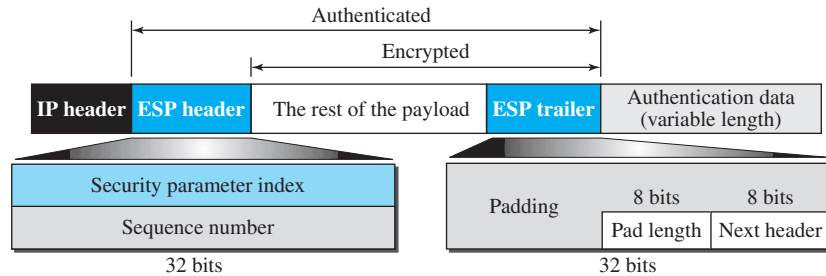 Authenticated
Encrypted
IP header ESP header The rest of the payload ESP trailer Authentication data
(variable length)
Security parameter index
Sequence number
32 bits
Padding
8 bits 8 bits
Pad length Next header
32 bits